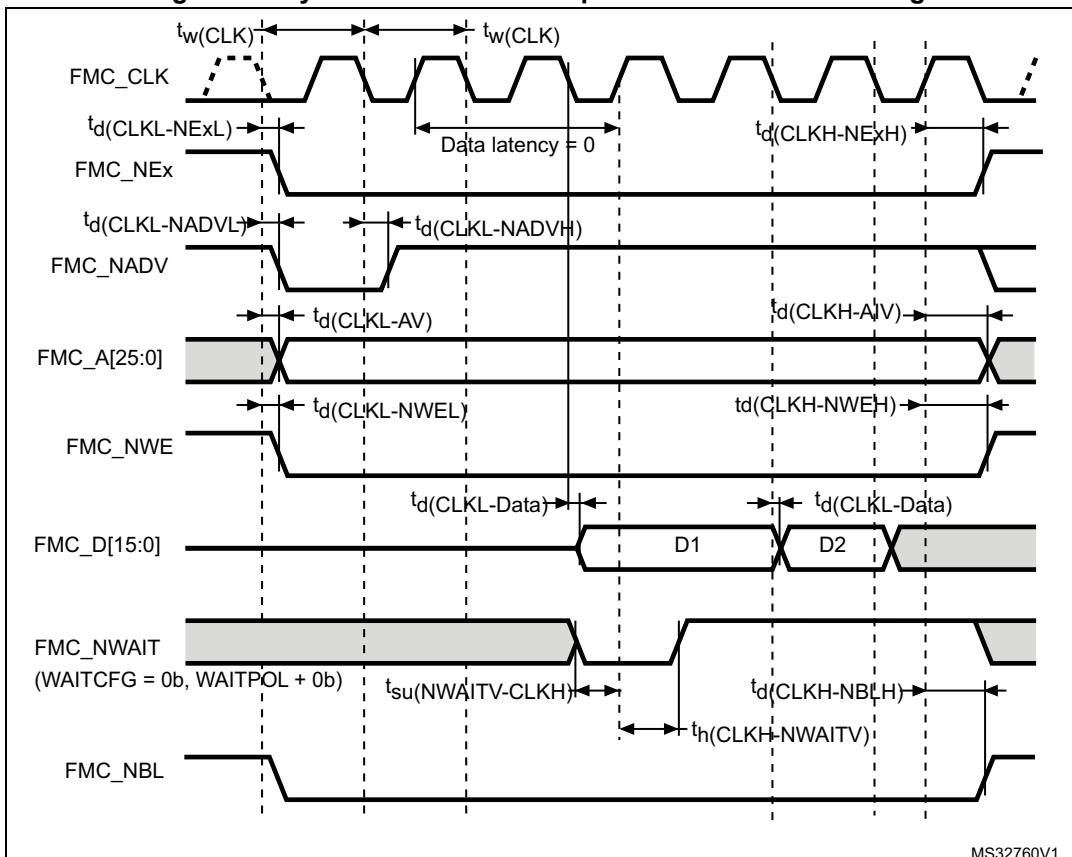 tw(CLK)
tw(CLK)
FMC_CLK
td(CLKL-NExL)
Data latency = 0
td(CLKH-NExH)
FMC_NEx
td(CLKL-NADVL)
td(CLKL-NADVH)
FMC_NADV
td(CLKL-AV)
td(CLKH-AIV)
FMC_A[25:0]
td(CLKL-NWEL)
td(CLKH-NWEH)
FMC_NWE
td(CLKL-Data)
td(CLKL-Data)
FMC_D[15:0]
D1
D2
FMC_NWAIT
(WAITCFG = 0b, WAITPOL + 0b)
tsu(NWAITV-CLKH)
td(CLKH-NBLH)
th(CLKH-NWAITV)
FMC_NBL
MS32760V1